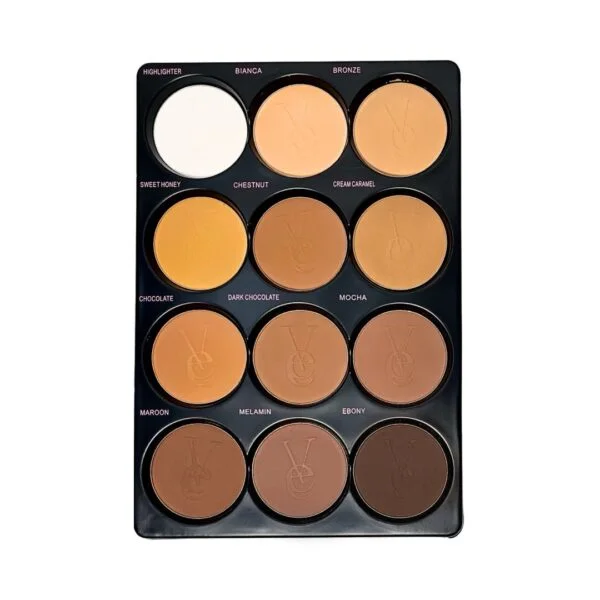 HIGHLIGHTER BIANCA BRONZE
SWEET HONEY CHESTNUT CREAM CARAMEL
CHOCOLATE DARK CHOCOLATE MOCHA
MAROON MELAMIN EBONY